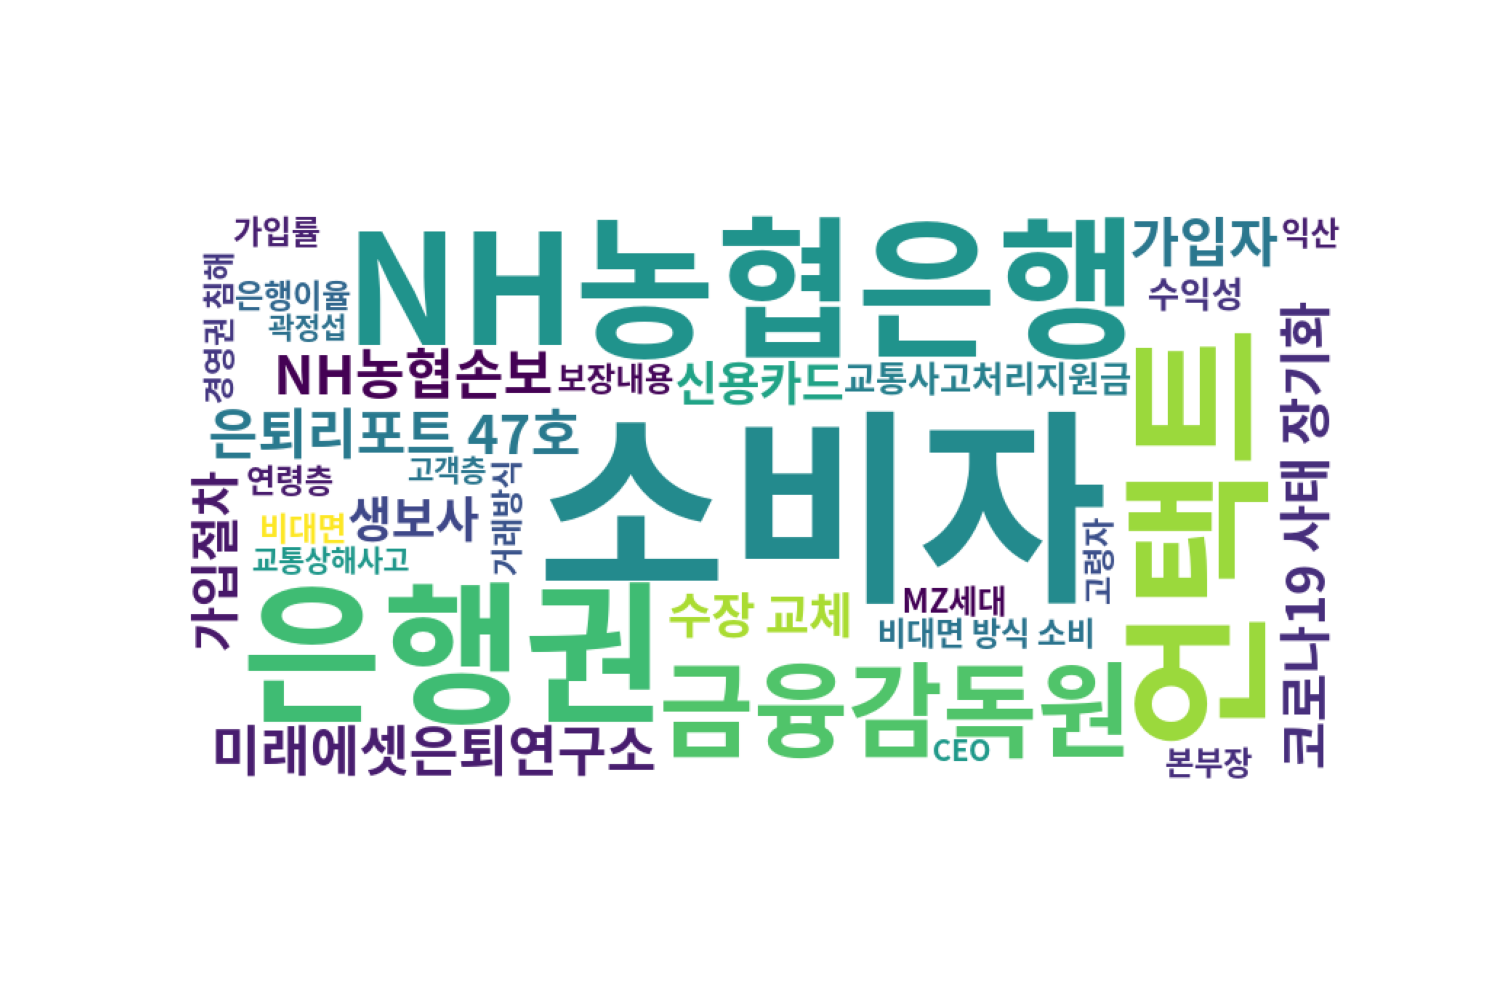 가입률
NH농협은행
가입자
익산
경영권 침해
은행이율
수익성
곽정섭
NH농협손보
보장내용
신용카드
교통사고처리지원금
언택트
코로나19 사태 장기화
은퇴리포트 47호
소비자
고객층
연령층
거래방식
가입절차
생보사
비대면
고령자
교통상해사고
은행권
수장 교체
MZ세대
비대면 방식 소비
금융감독원
미래에셋은퇴연구소
CEO
본부장